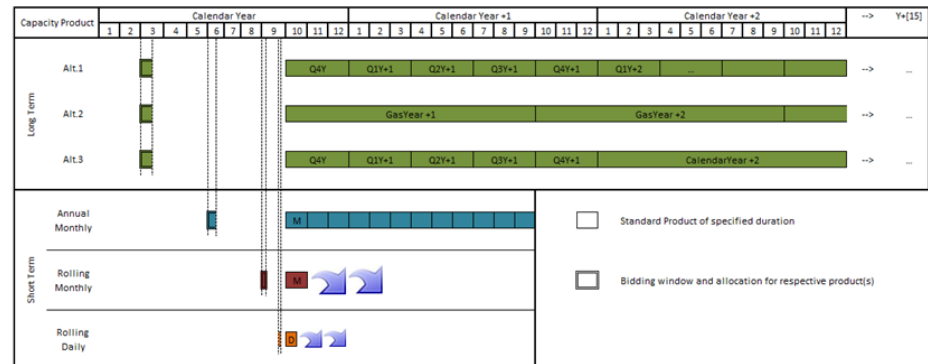 Capacity Product Calendar Year Calendar Year +1 Calendar Year +2 --> Y+[15]
1 2 3 4 5 6 7 8 9 10 11 12 1 2 3 4 5 6 7 8 9 10 11 12 1 2 3 4 5 6 7 8 9 10 11 12
Long Term
Alt.1 Q4Y Q1Y+1 Q2Y+1 Q3Y+1 Q4Y+1 Q1Y+2 ... --> ...
Alt.2 GasYear +1 GasYear +2 --> ...
Alt.3 Q4Y Q1Y+1 Q2Y+1 Q3Y+1 Q4Y+1 CalendarYear +2 --> ...
Short Term
Annual
Monthly
M
Rolling
Monthly
M
Rolling
Daily
D
Standard Product of specified duration
Bidding window and allocation for respective product(s)